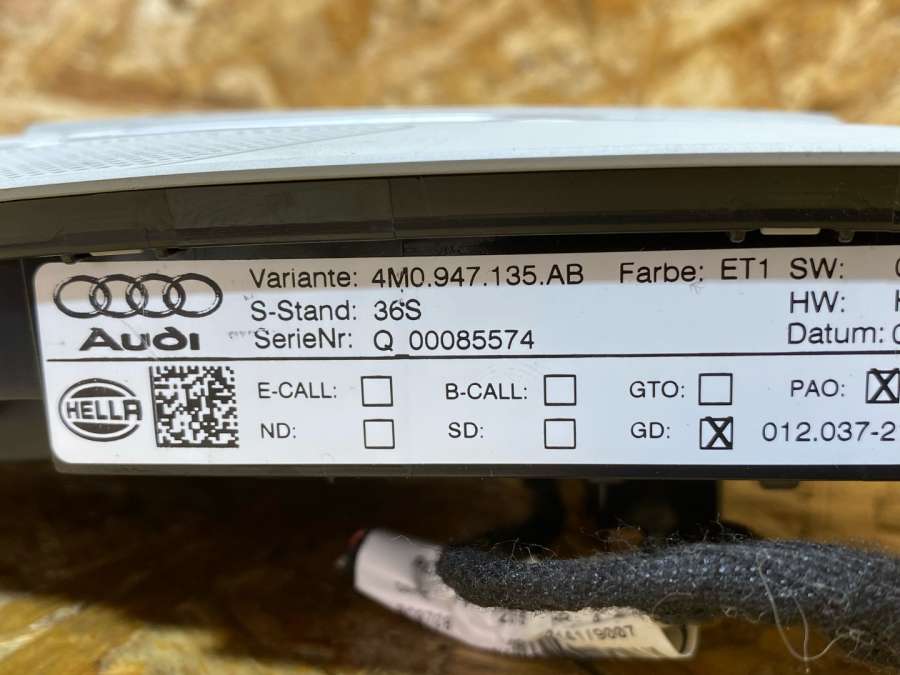 Variante: 4M0.947.135.AB Farbe: ET1 SW:
S-Stand: 36S HW:
Audi SerieNr: Q 00085574 Datum:
HELLA E-CALL: B-CALL: GTO: PAO: X
ND: SD: GD: X 012.037-2